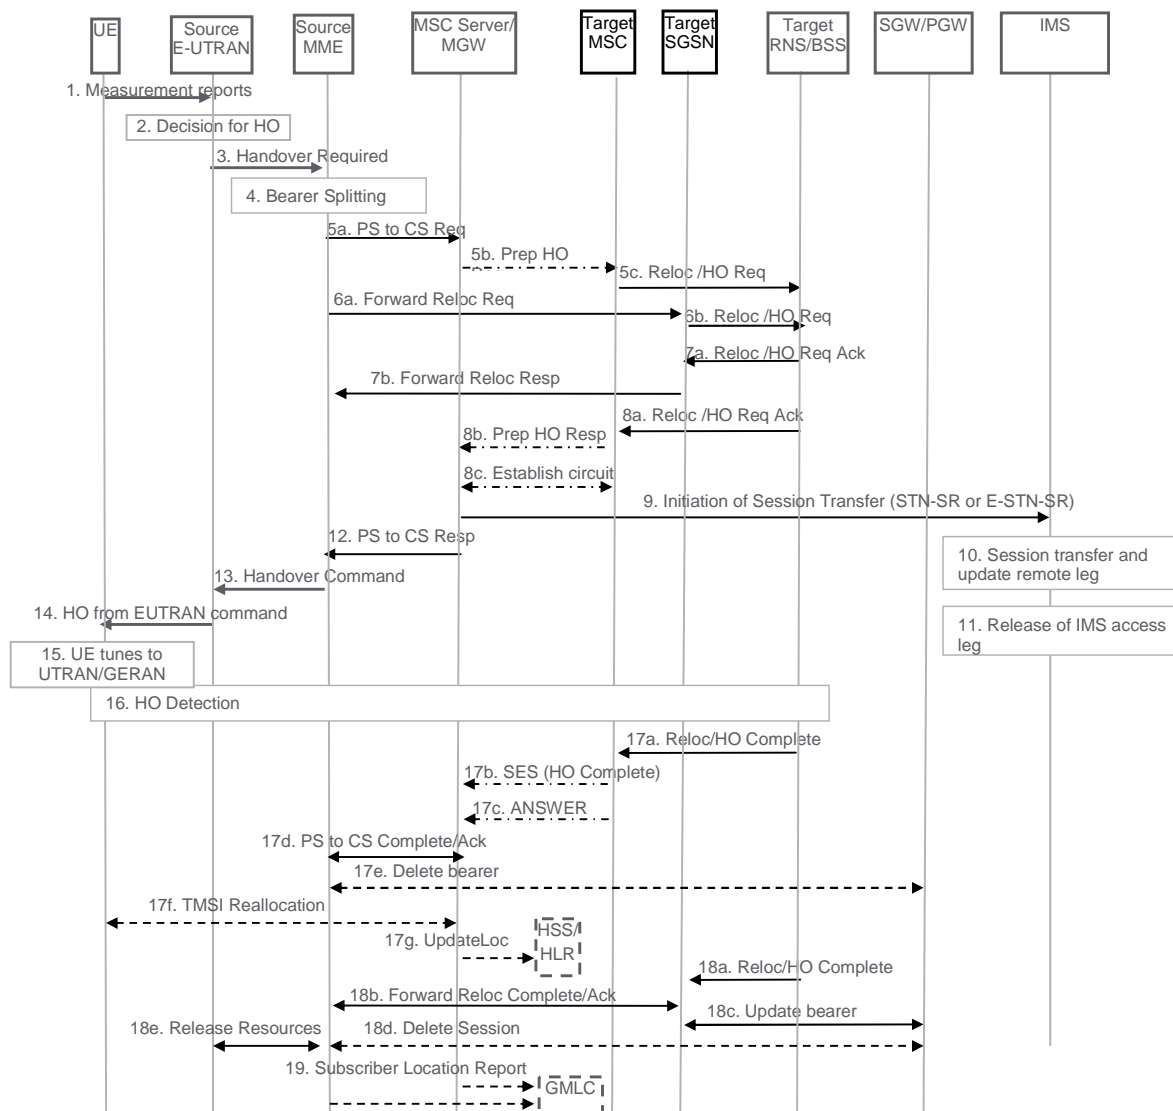 UE
Source
E-UTRAN
Source
MME
MSC Server/
MGW
Target
MSC
Target
SGSN
Target
RNS/BSS
SGW/PGW
IMS
1. Measurement reports
2. Decision for HO
3. Handover Required
4. Bearer Splitting
5a. PS to CS Req
5b. Prep HO
5c. Reloc /HO Req
6a. Forward Reloc Req
6b. Reloc /HO Req
7a. Reloc /HO Req Ack
7b. Forward Reloc Resp
8a. Reloc /HO Req Ack
8b. Prep HO Resp
8c. Establish circuit
9. Initiation of Session Transfer (STN-SR or E-STN-SR)
12. PS to CS Resp
10. Session transfer and
update remote leg
13. Handover Command
14. HO from EUTRAN command
11. Release of IMS access
leg
15. UE tunes to
UTRAN/GERAN
16. HO Detection
17a. Reloc/HO Complete
17b. SES (HO Complete)
17c. ANSWER
17d. PS to CS Complete/Ack
17e. Delete bearer
17f. TMSI Reallocation
17g. UpdateLoc
HSS/
HLR
18a. Reloc/HO Complete
18b. Forward Reloc Complete/Ack
18c. Update bearer
18e. Release Resources
18d. Delete Session
19. Subscriber Location Report
GMLC